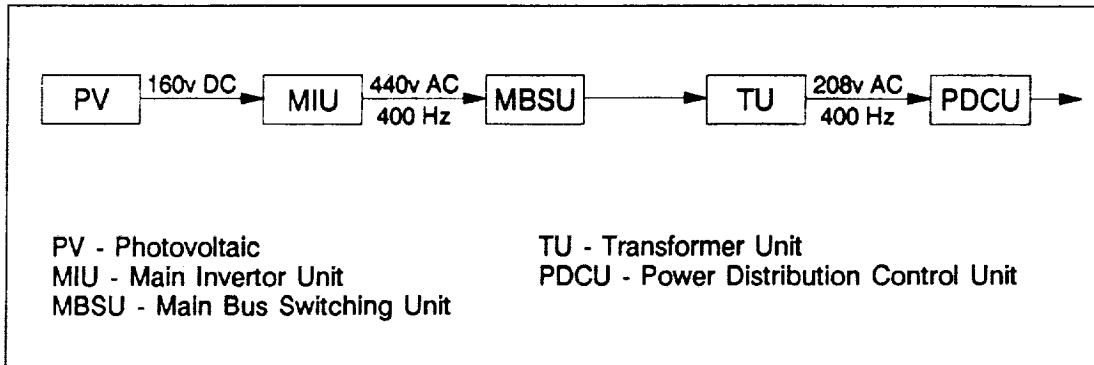 PV
160v DC
MIU
440v AC
400 Hz
MBSU
TU
208v AC
400 Hz
PDCU
PV - Photovoltaic
MIU - Main Invertor Unit
MBSU - Main Bus Switching Unit
TU - Transformer Unit
PDCU - Power Distribution Control Unit